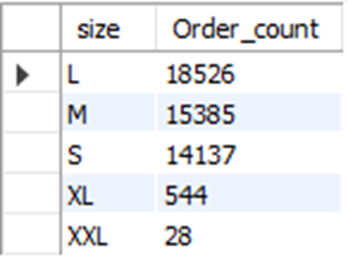 size Order_count
L 18526
M 15385
S 14137
XL 544
XXL 28